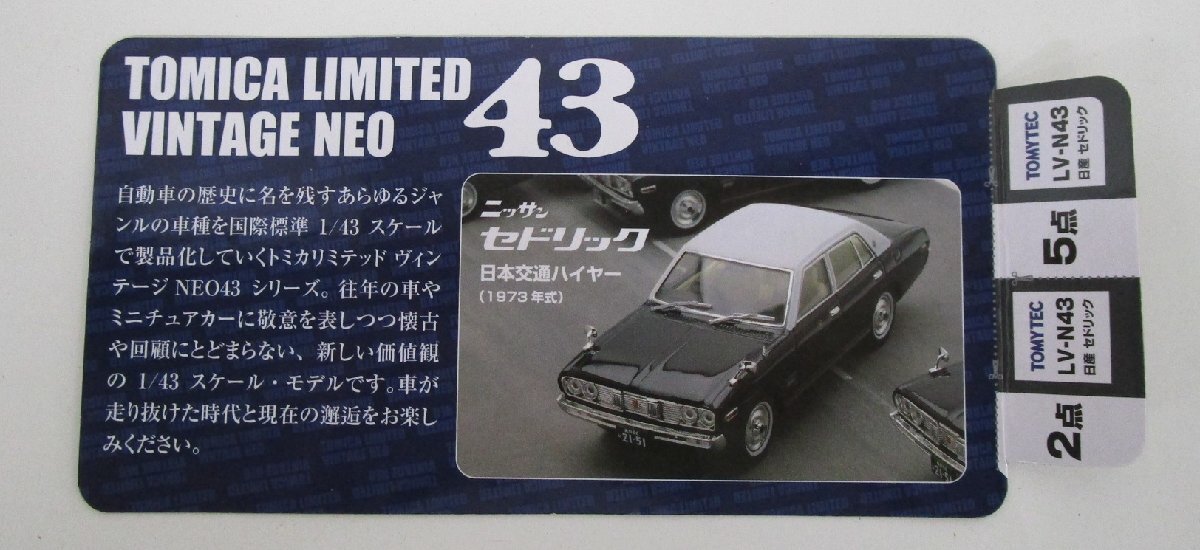 TOMICA LIMITED
VINTAGE NEO
43
自動車の歴史に名を残すあらゆるジャ
ンルの車種を国際標準 1/43 スケール
で製品化していくトミカリミテッド ヴィン
テージ NEO43 シリーズ。往年の車や
ミニチュアカーに敬意を表しつつ懐古
や回顧にとどまらない、新しい価値観
の 1/43 スケール・モデルです。車が
走り抜けた時代と現在の邂逅をお楽し
みください。
ニッサン
セドリック
日本交通ハイヤー
(1973 年式)
21-51
TOMYTEC
LV-N43
日産 セドリック
5点
TOMYTEC
LV-N43
日産 セドリック
2点